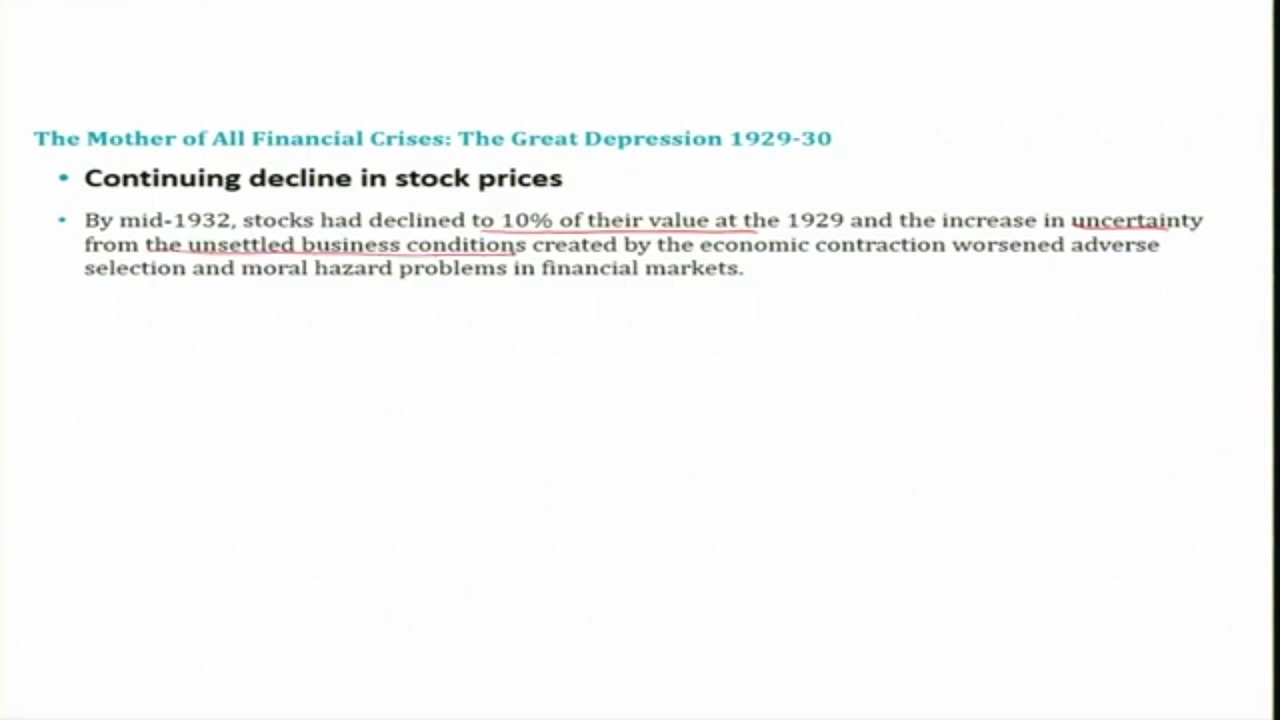 The Mother of All Financial Crises: The Great Depression 1929-30
• Continuing decline in stock prices
• By mid-1932, stocks had declined to 10% of their value at the 1929 and the increase in uncertainty
from the unsettled business conditions created by the economic contraction worsened adverse
selection and moral hazard problems in financial markets.